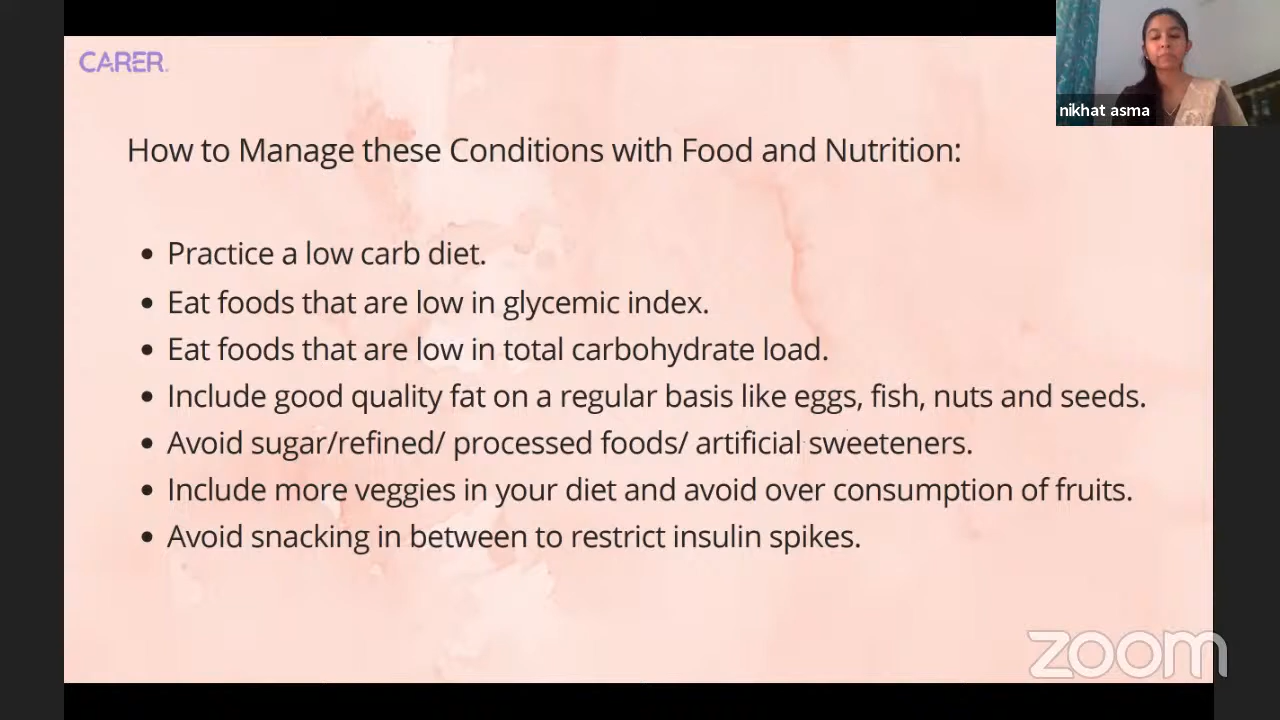 CARER.
nikhat asma
How to Manage these Conditions with Food and Nutrition:
• Practice a low carb diet.
• Eat foods that are low in glycemic index.
• Eat foods that are low in total carbohydrate load.
• Include good quality fat on a regular basis like eggs, fish, nuts and seeds.
• Avoid sugar/refined/ processed foods/ artificial sweeteners.
• Include more veggies in your diet and avoid over consumption of fruits.
• Avoid snacking in between to restrict insulin spikes.
zoom